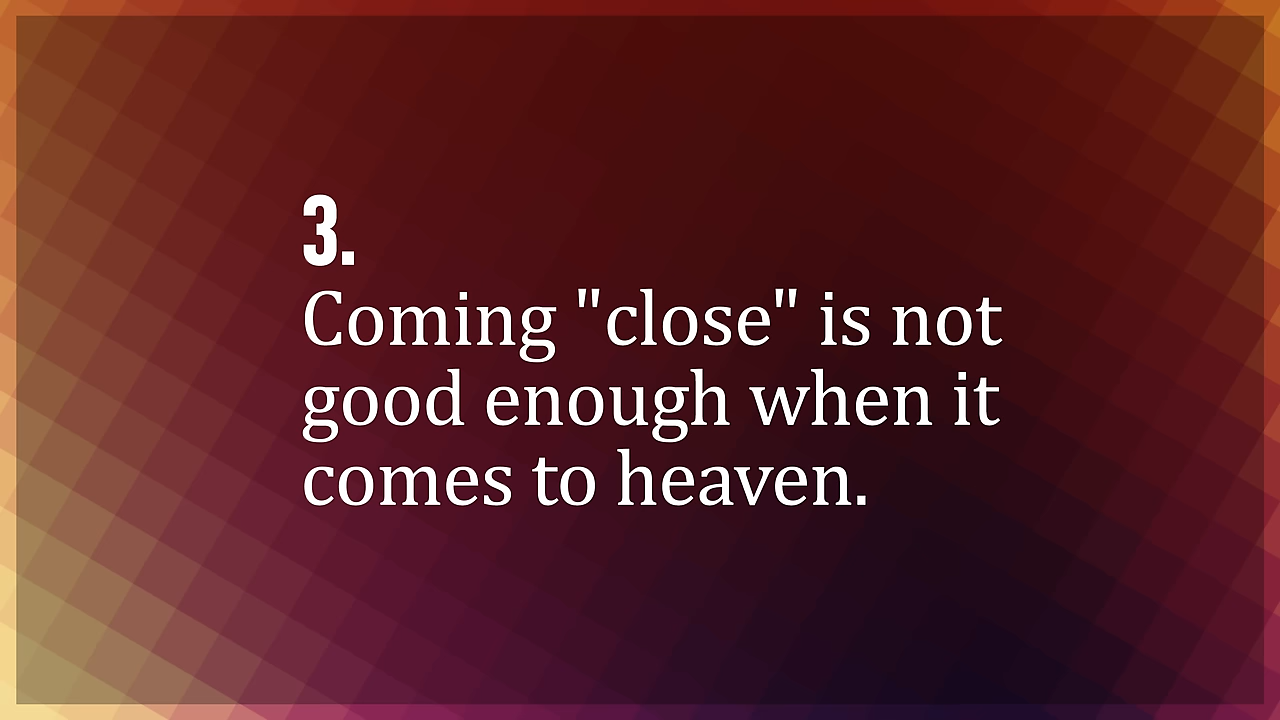 3.
Coming "close" is not
good enough when it
comes to heaven.